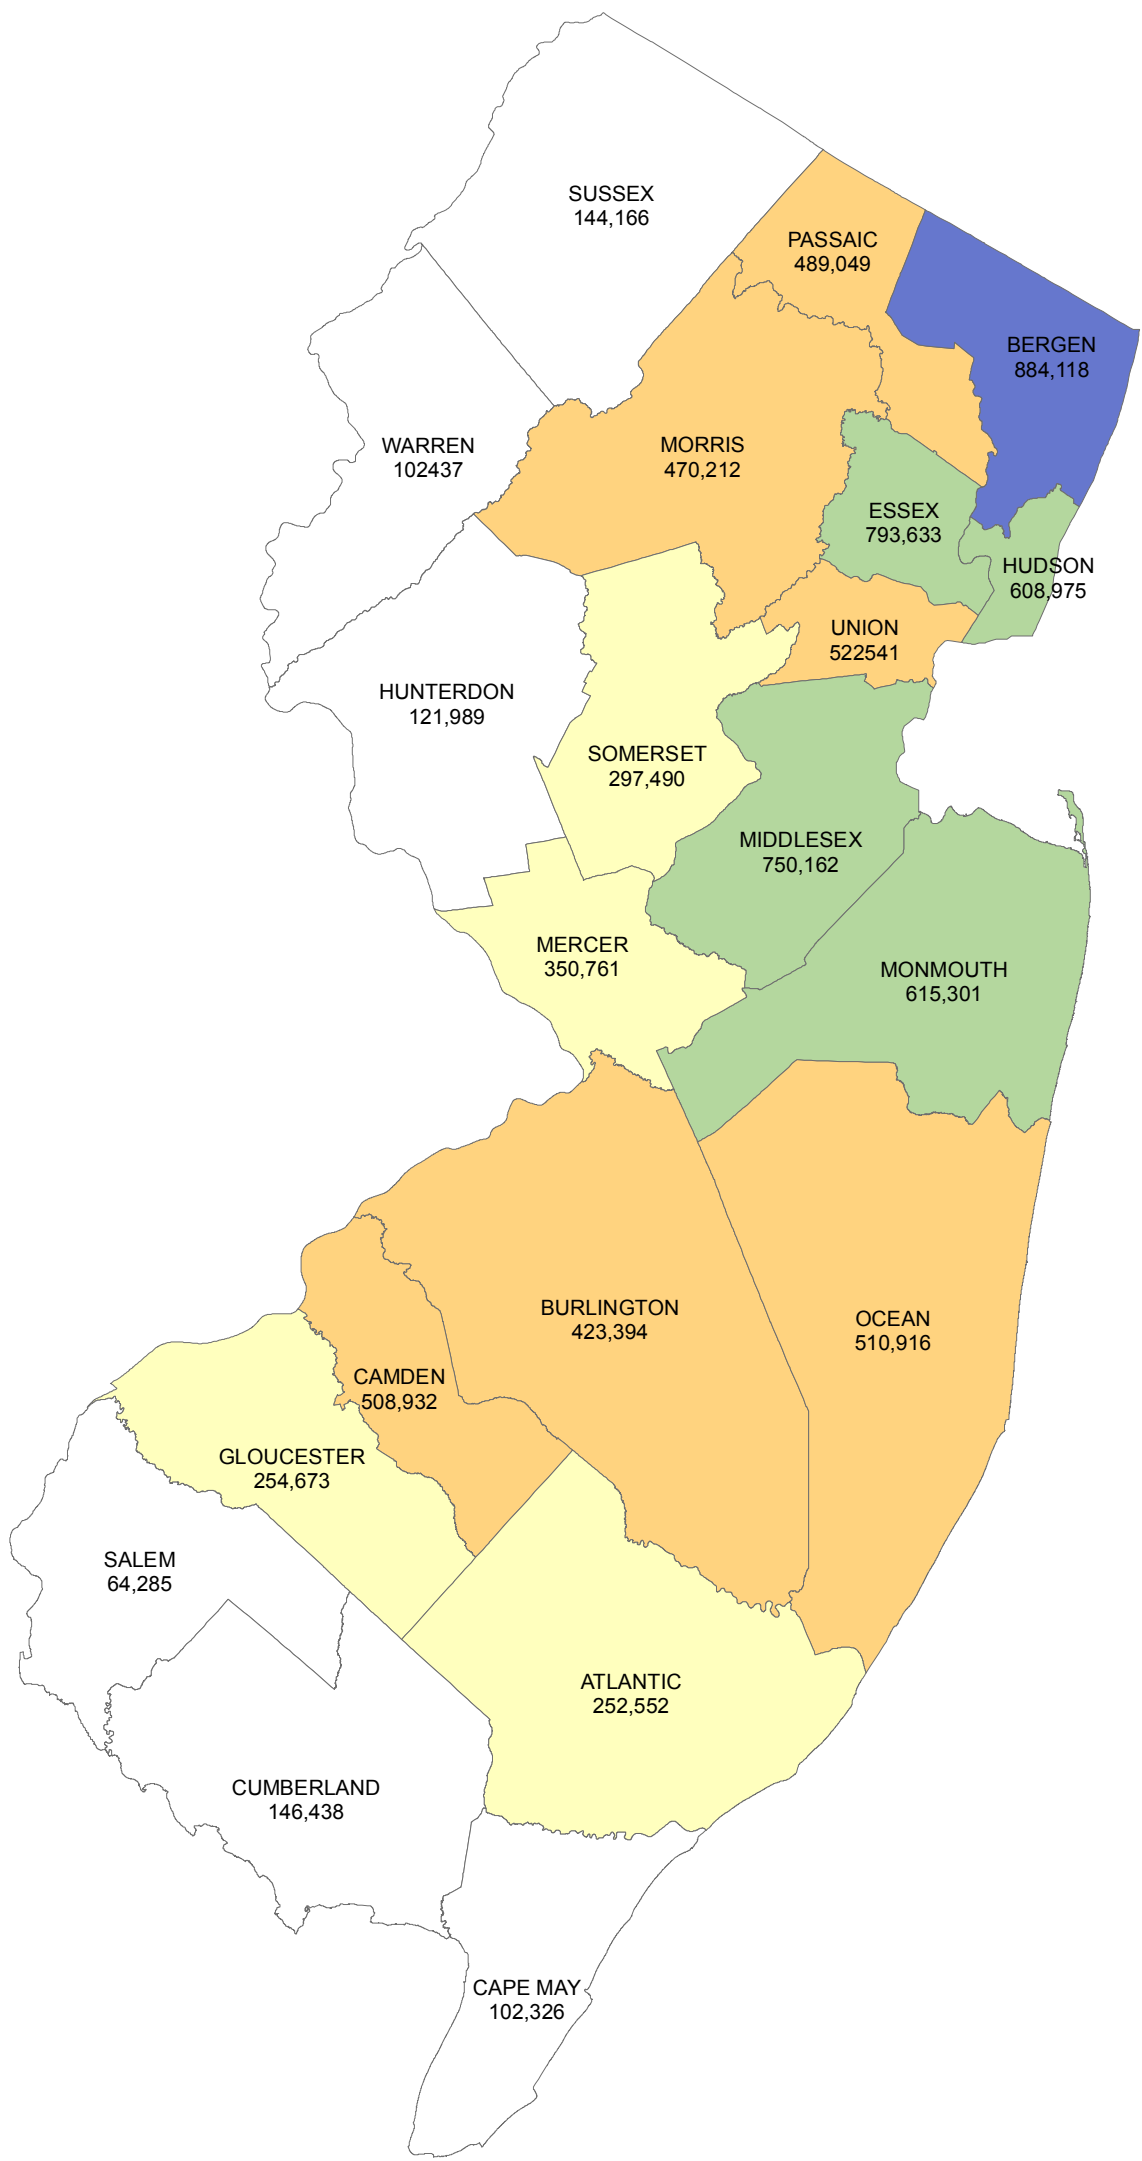 SUSSEX
144,166
PASSAIC
489,049
BERGEN
884,118
WARREN
102437
MORRIS
470,212
ESSEX
793,633
HUDSON
608,975
UNION
522541
HUNTERDON
121,989
SOMERSET
297,490
MIDDLESEX
750,162
MERCER
350,761
MONMOUTH
615,301
BURLINGTON
423,394
OCEAN
510,916
CAMDEN
508,932
GLOUCESTER
254,673
SALEM
64,285
ATLANTIC
252,552
CUMBERLAND
146,438
CAPE MAY
102,326